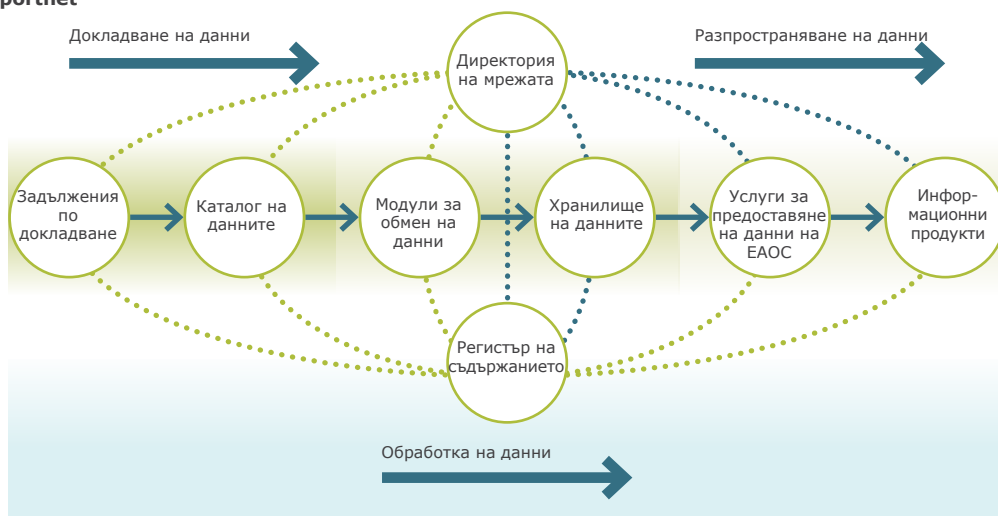 portnet
Докладване на данни
Разпространяване на данни
Директория
на мрежата
Задължения
по
докладване
Каталог на
данните
Модули за
обмен на
данни
Хранилище
на данните
Услуги за
предоставяне
на данни на
ЕАОС
Инфор-
мационни
продукти
Регистър на
съдържанието
Обработка на данни